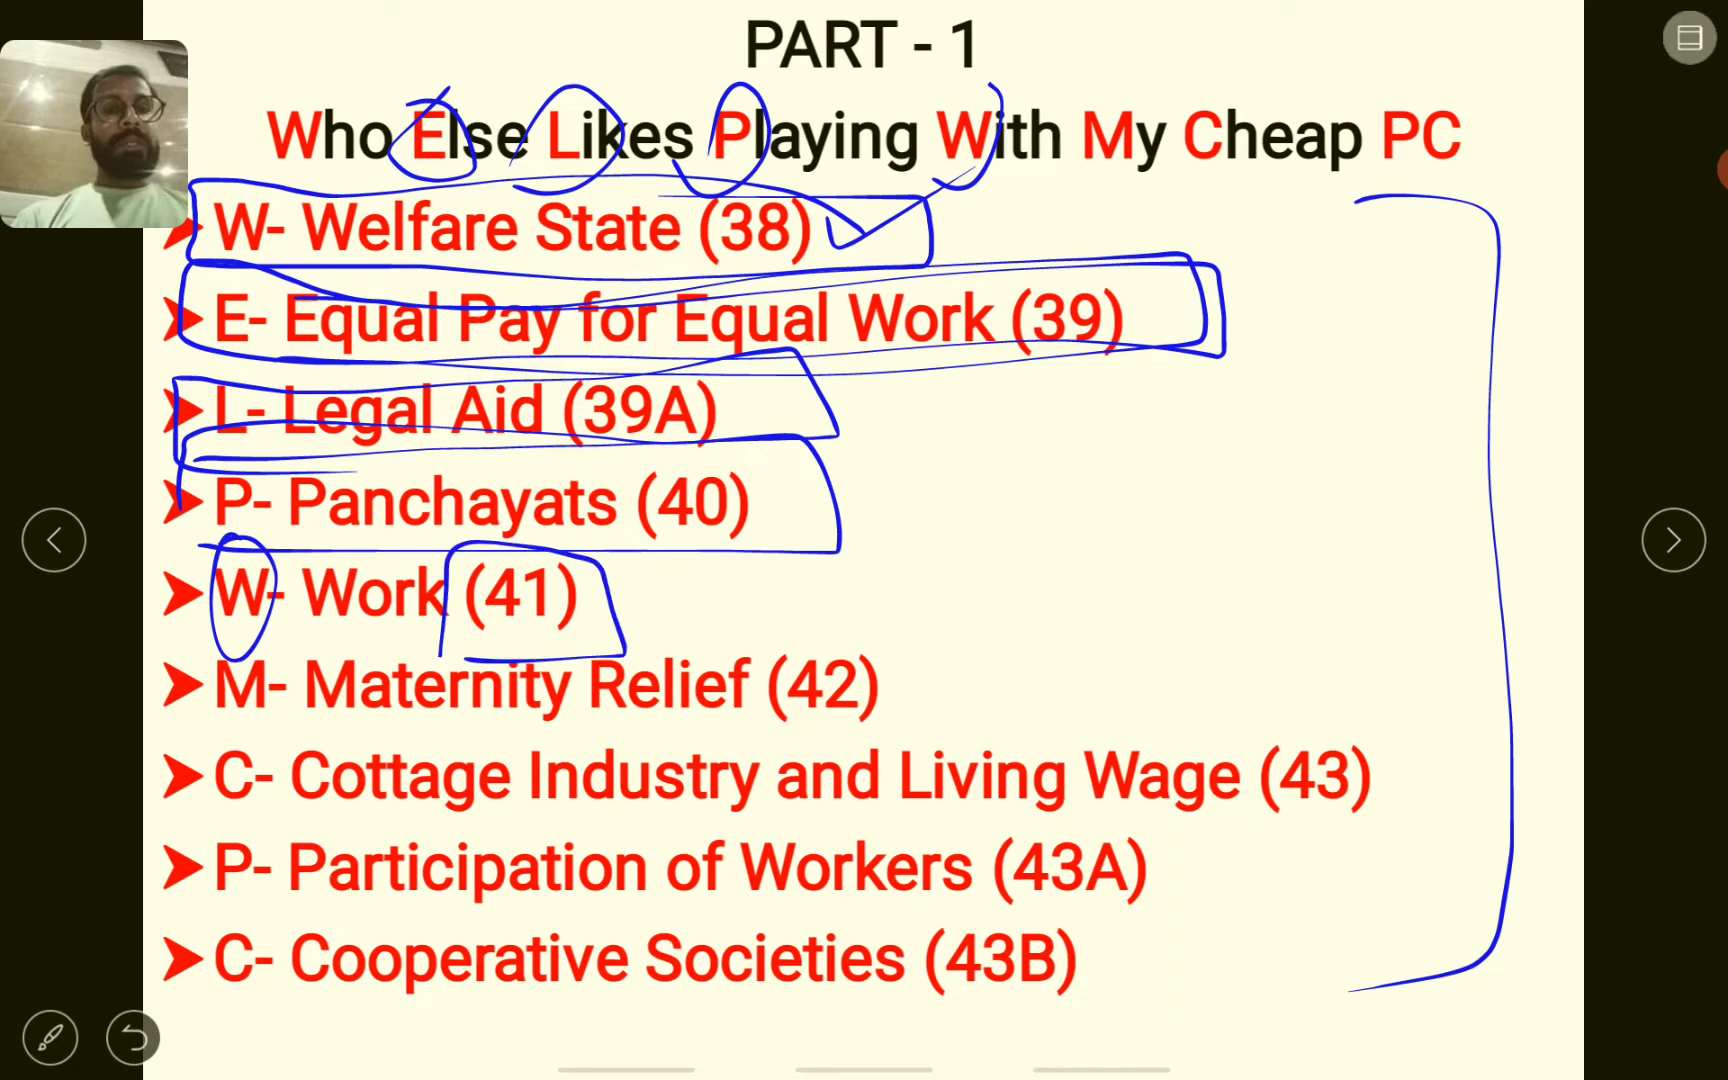 PART - 1
Who Else Likes Playing With My Cheap PC
W- Welfare State (38)
E- Equal Pay for Equal Work (39)
L- Legal Aid (39A)
P- Panchayats (40)
W- Work (41)
M- Maternity Relief (42)
C- Cottage Industry and Living Wage (43)
P- Participation of Workers (43A)
C- Cooperative Societies (43B)